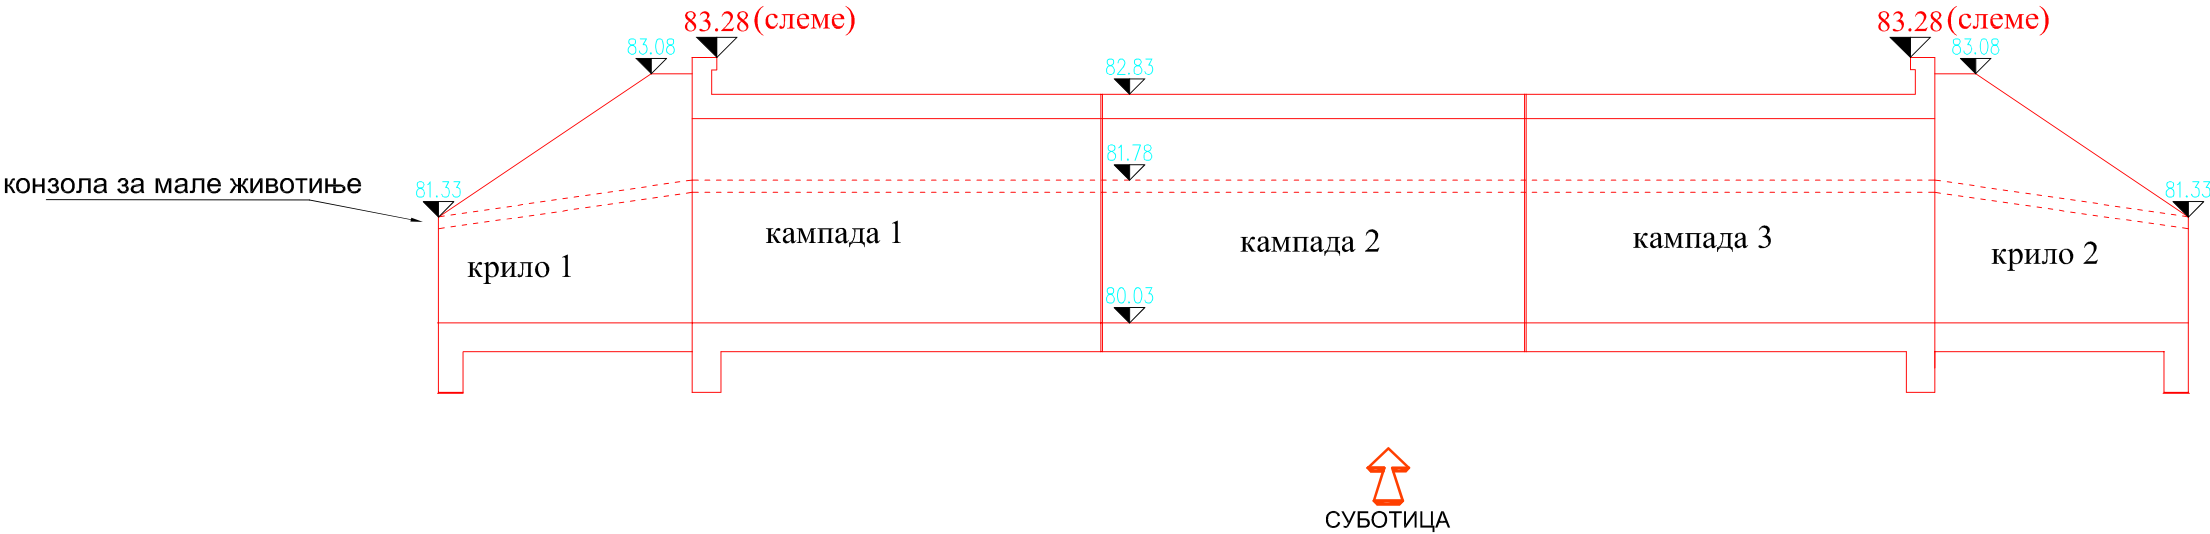 83.28 (слеме)
83.28 (слеме)
83.08
83.08
82.83
81.78
конзола за мале животиње
81.33
81.33
кампада 1
кампада 2
кампада 3
крило 1
крило 2
80.03
СУБОТИЦА